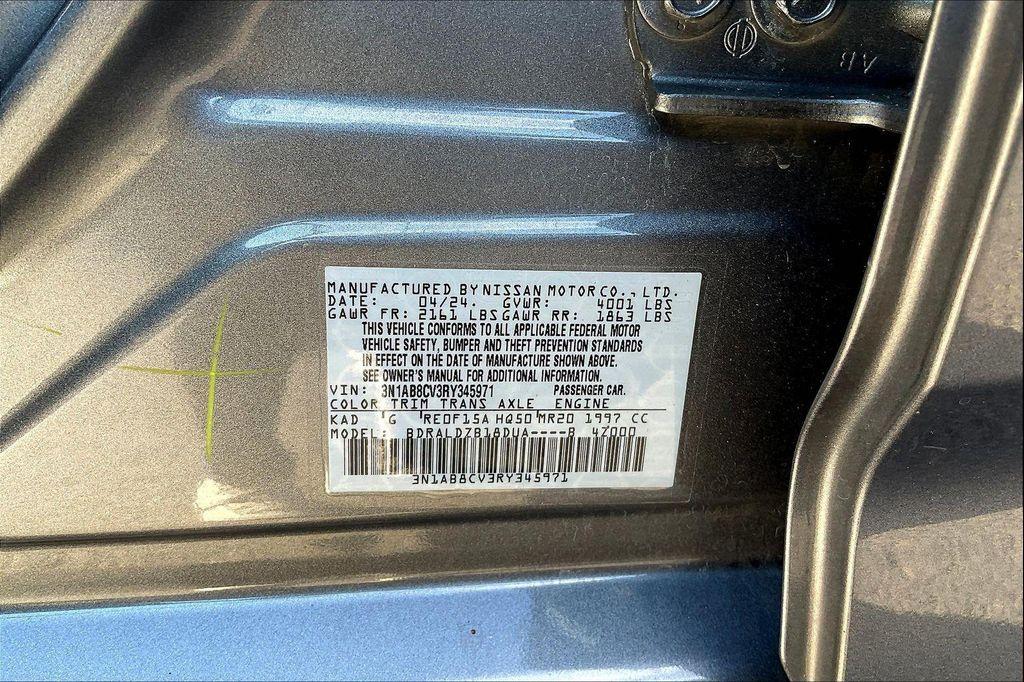 AB
MANUFACTURED BY NISSAN MOTOR CO., LTD.
DATE: 04/24. GVWR: 4001 LBS
GAWR FR: 2161 LBS GAWR RR: 1863 LBS
THIS VEHICLE CONFORMS TO ALL APPLICABLE FEDERAL MOTOR
VEHICLE SAFETY, BUMPER AND THEFT PREVENTION STANDARDS
IN EFFECT ON THE DATE OF MANUFACTURE SHOWN ABOVE.
SEE OWNER'S MANUAL FOR ADDITIONAL INFORMATION.
VIN: 3N1AB8CV3RY345971 PASSENGER CAR.
COLOR TRIM TRANS AXLE ENGINE
KAD G RE0F15A HQ50 MR20 1997 CC
MODEL: BDRALDZB18DUA----B 4Z000
3N1AB8CV3RY345971